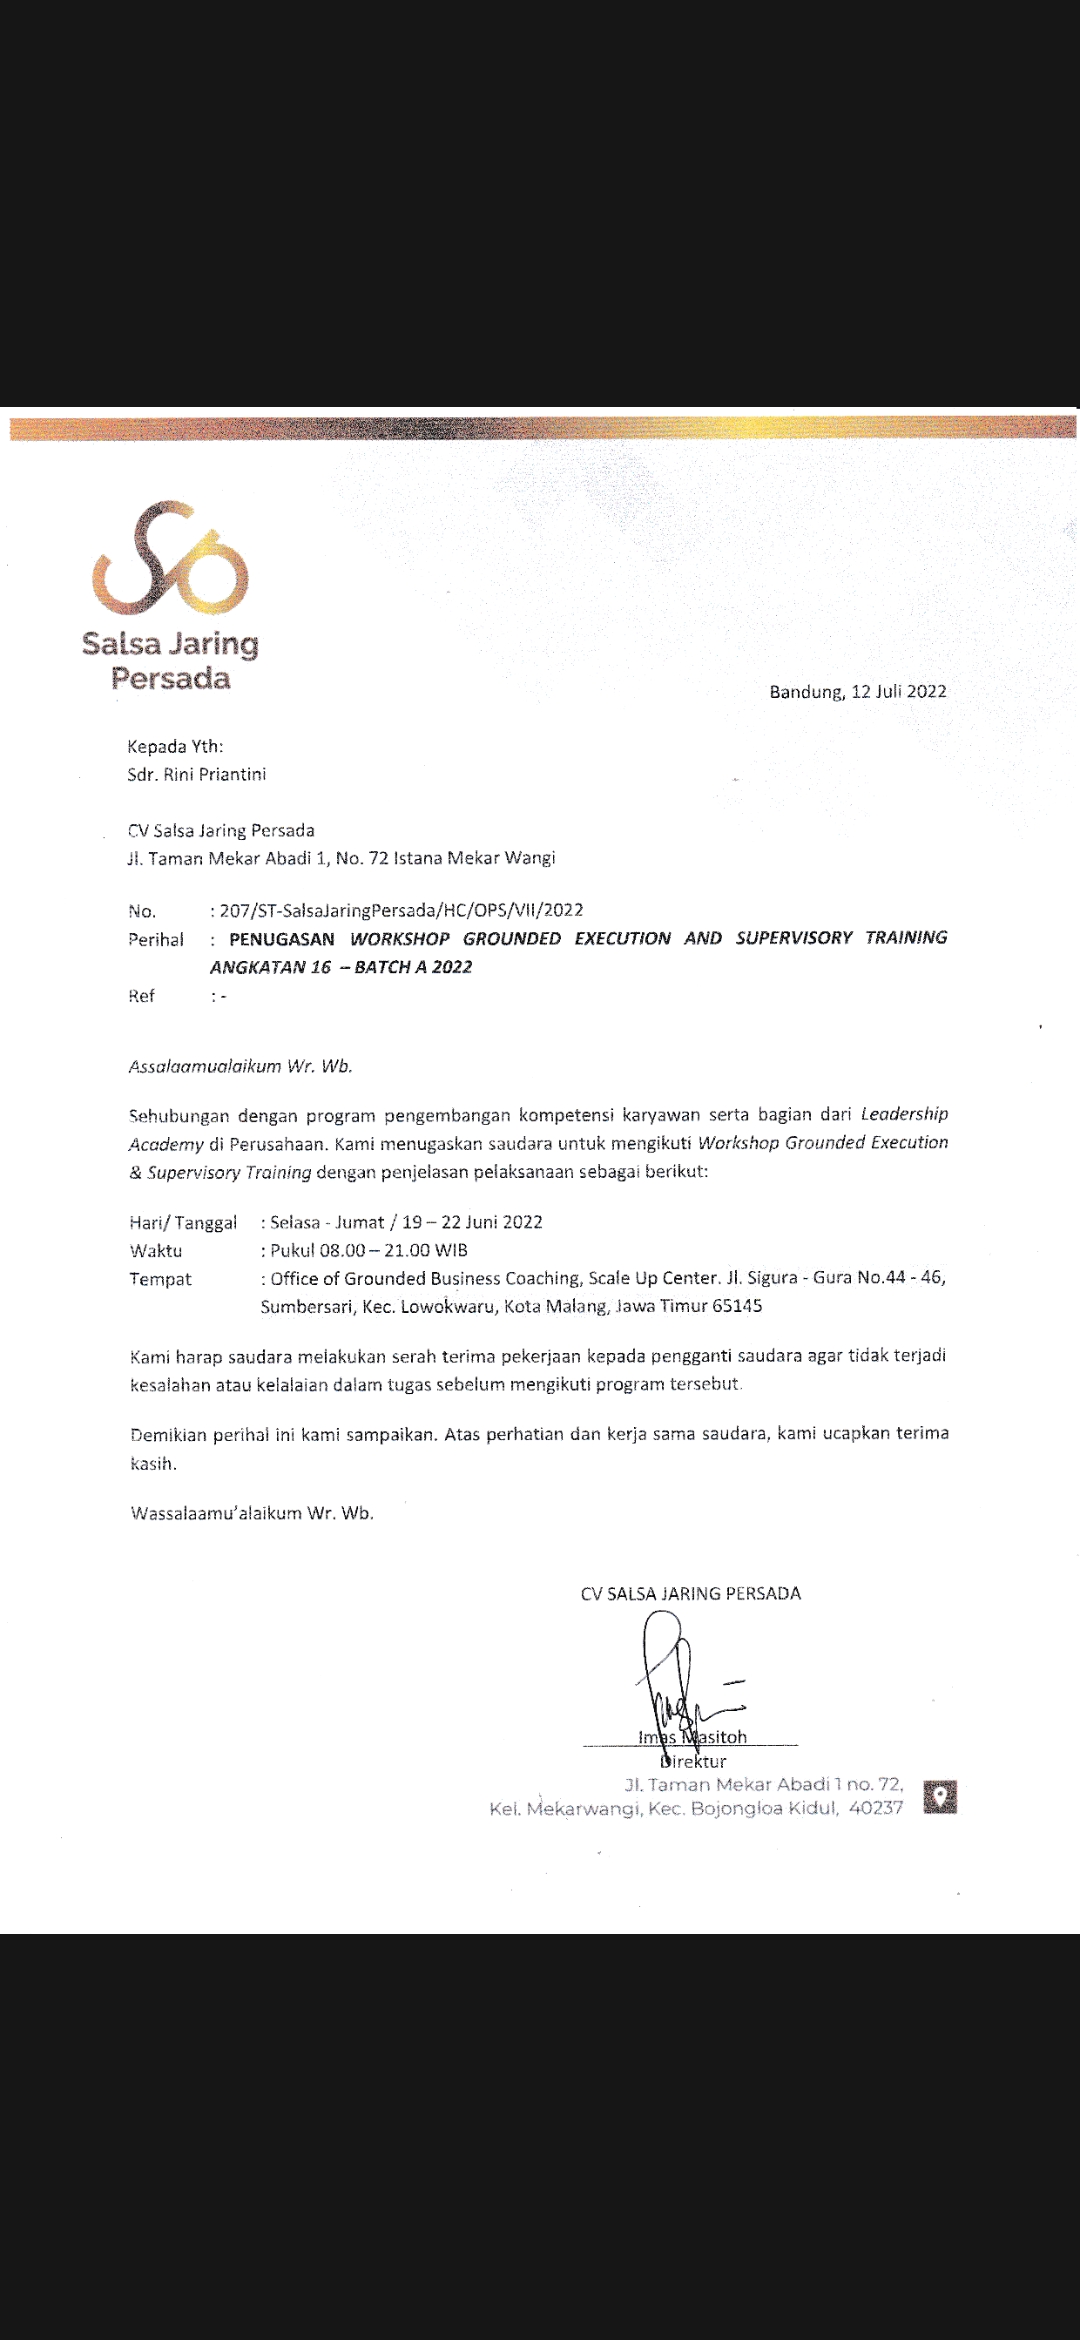 Salsa Jaring
Persada
Bandung, 12 Juli 2022
Kepada Yth:
Sdr. Rini Priantini
CV Salsa Jaring Persada
Jl. Taman Mekar Abadi 1, No. 72 Istana Mekar Wangi
No. : 207/ST-SalsaJaringPersada/HC/OPS/VII/2022
Perihal : PENUGASAN WORKSHOP GROUNDED EXECUTION AND SUPERVISORY TRAINING
ANGKATAN 16 – BATCH A 2022
Ref : -
Assalaamualaikum Wr. Wb.
Sehubungan dengan program pengembangan kompetensi karyawan serta bagian dari Leadership
Academy di Perusahaan. Kami menugaskan saudara untuk mengikuti Workshop Grounded Execution
& Supervisory Training dengan penjelasan pelaksanaan sebagai berikut:
Hari/ Tanggal : Selasa - Jumat / 19 – 22 Juni 2022
Waktu : Pukul 08.00 – 21.00 WIB
Tempat : Office of Grounded Business Coaching, Scale Up Center. Jl. Sigura - Gura No.44 - 46,
Sumbersari, Kec. Lowokwaru, Kota Malang, Jawa Timur 65145
Kami harap saudara melakukan serah terima pekerjaan kepada pengganti saudara agar tidak terjadi
kesalahan atau kelalaian dalam tugas sebelum mengikuti program tersebut.
Demikian perihal ini kami sampaikan. Atas perhatian dan kerja sama saudara, kami ucapkan terima
kasih.
Wassalaamu’alaikum Wr. Wb.
CV SALSA JARING PERSADA
Imas Masitoh
Direktur
Jl. Taman Mekar Abadi 1 no. 72,
Kel. Mekarwangi, Kec. Bojongloa Kidul, 40237